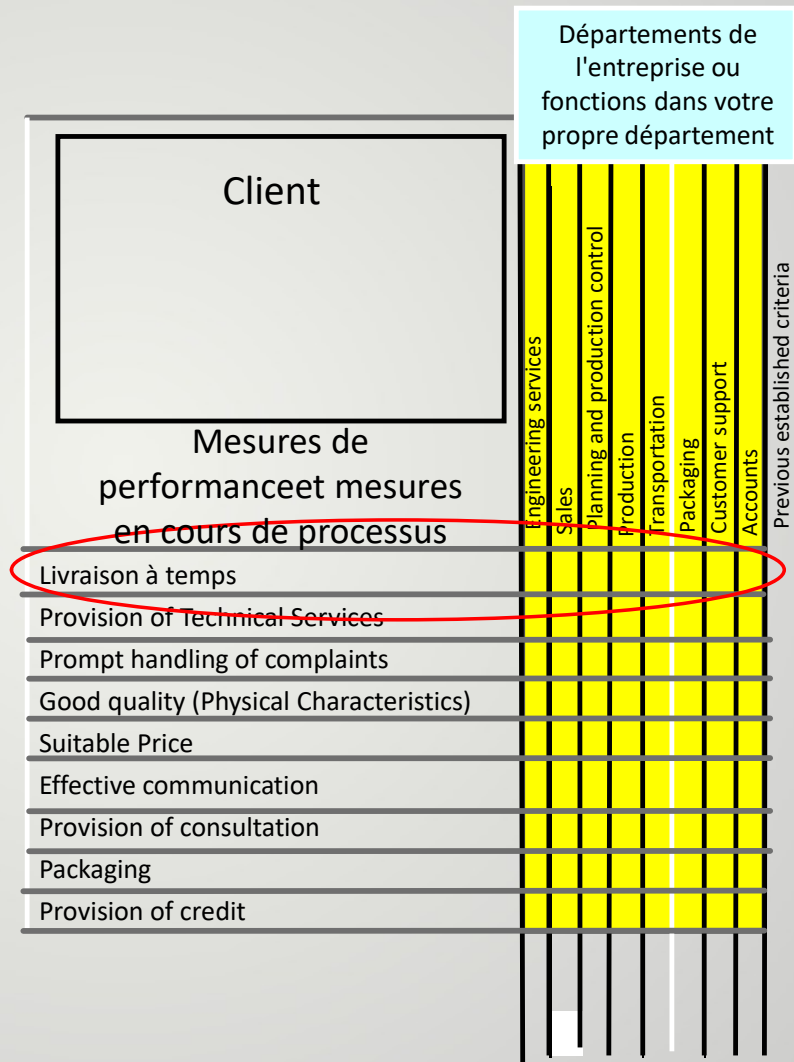 Départements de
l'entreprise ou
fonctions dans votre
propre département
Client
Mesures de
performanceet mesures
en cours de processus
Engineering services
Sales
Planning and production control
Production
Transportation
Packaging
Customer support
Accounts
Previous established criteria
Livraison à temps
Provision of Technical Services
Prompt handling of complaints
Good quality (Physical Characteristics)
Suitable Price
Effective communication
Provision of consultation
Packaging
Provision of credit